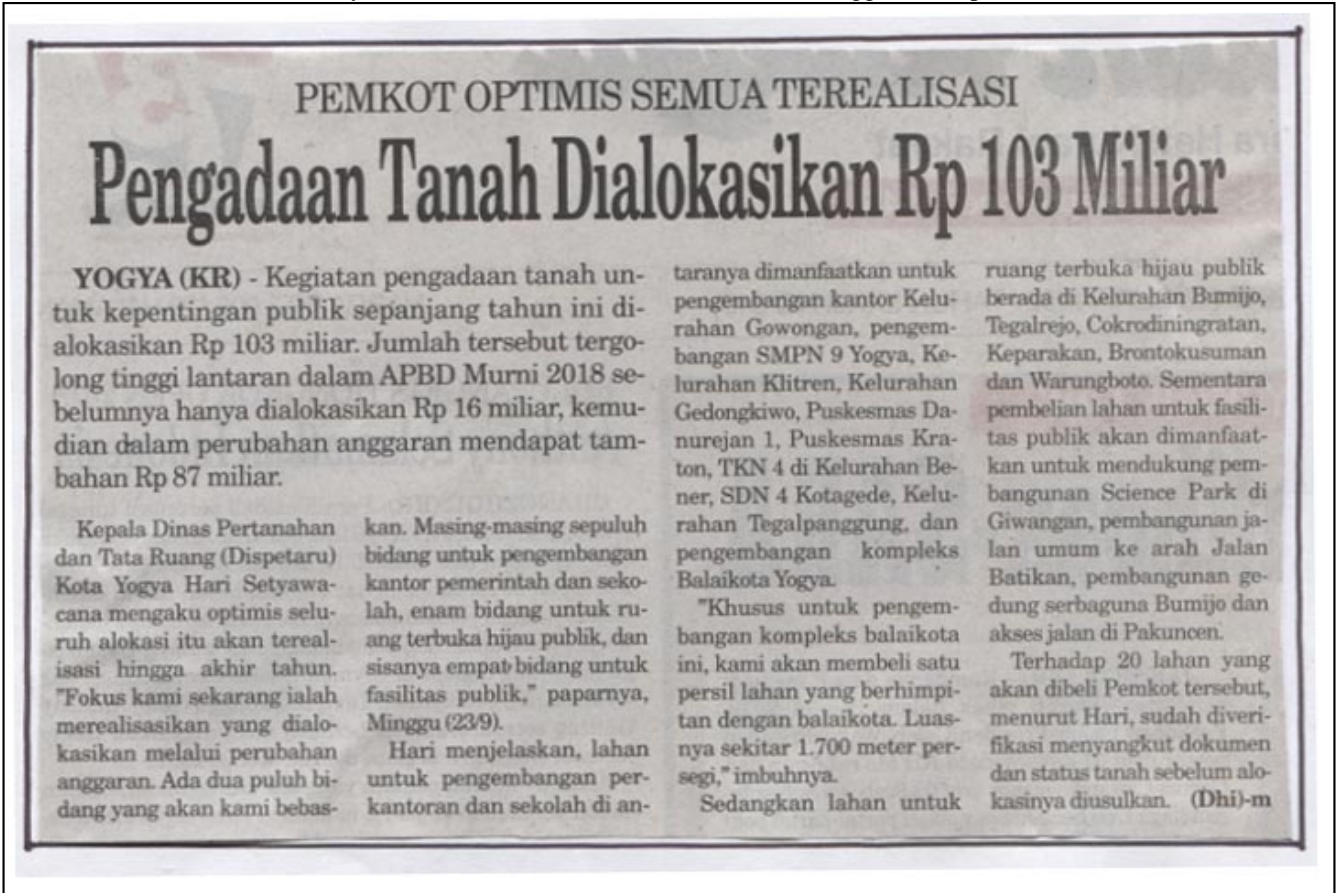 PEMKOT OPTIMIS SEMUA TEREALISASI
Pengadaan Tanah Dialokasikan Rp 103 Miliar
YOGYA (KR) - Kegiatan pengadaan tanah un-
tuk kepentingan publik sepanjang tahun ini di-
alokasikan Rp 103 miliar. Jumlah tersebut tergo-
long tinggi lantaran dalam APBD Murni 2018 se-
belumnya hanya dialokasikan Rp 16 miliar, kemu-
dian dalam perubahan anggaran mendapat tam-
bahan Rp 87 miliar.
Kepala Dinas Pertanahan
dan Tata Ruang (Dispetaru)
Kota Yogya Hari Setyawa-
cana mengaku optimis selu-
ruh alokasi itu akan tereal-
isasi hingga akhir tahun.
"Fokus kami sekarang ialah
merealisasikan yang dialo-
kasikan melalui perubahan
anggaran. Ada dua puluh bi-
dang yang akan kami bebas-
kan. Masing-masing sepuluh
bidang untuk pengembangan
kantor pemerintah dan seko-
lah, enam bidang untuk ru-
ang terbuka hijau publik, dan
sisanya empat bidang untuk
fasilitas publik," paparnya,
Minggu (23/9).
Hari menjelaskan, lahan
untuk pengembangan per-
kantoran dan sekolah di an-
taranya dimanfaatkan untuk
pengembangan kantor Kelu-
rahan Gowongan, pengem-
bangan SMPN 9 Yogya, Ke-
lurahan Klitren, Kelurahan
Gedongkiwo, Puskesmas Da-
nurejan 1, Puskesmas Kra-
ton, TKN 4 di Kelurahan Be-
ner, SDN 4 Kotagede, Kelu-
rahan Tegalpanggung, dan
pengembangan kompleks
Balaikota Yogya.
"Khusus untuk pengem-
bangan kompleks balaikota
ini, kami akan membeli satu
persil lahan yang berhimpi-
tan dengan balaikota. Luas-
nya sekitar 1.700 meter per-
segi," imbuhnya.
Sedangkan lahan untuk
ruang terbuka hijau publik
berada di Kelurahan Bumijo,
Tegalrejo, Cokrodiningratan,
Keparakan, Brontokusuman
dan Warungboto. Sementara
pembelian lahan untuk fasili-
tas publik akan dimanfaat-
kan untuk mendukung pem-
bangunan Science Park di
Giwangan, pembangunan ja-
lan umum ke arah Jalan
Batikan, pembangunan ge-
dung serbaguna Bumijo dan
akses jalan di Pakuncen.
Terhadap 20 lahan yang
akan dibeli Pemkot tersebut,
menurut Hari, sudah diveri-
fikasi menyangkut dokumen
dan status tanah sebelum alo-
kasinya diusulkan. (Dhi)-m